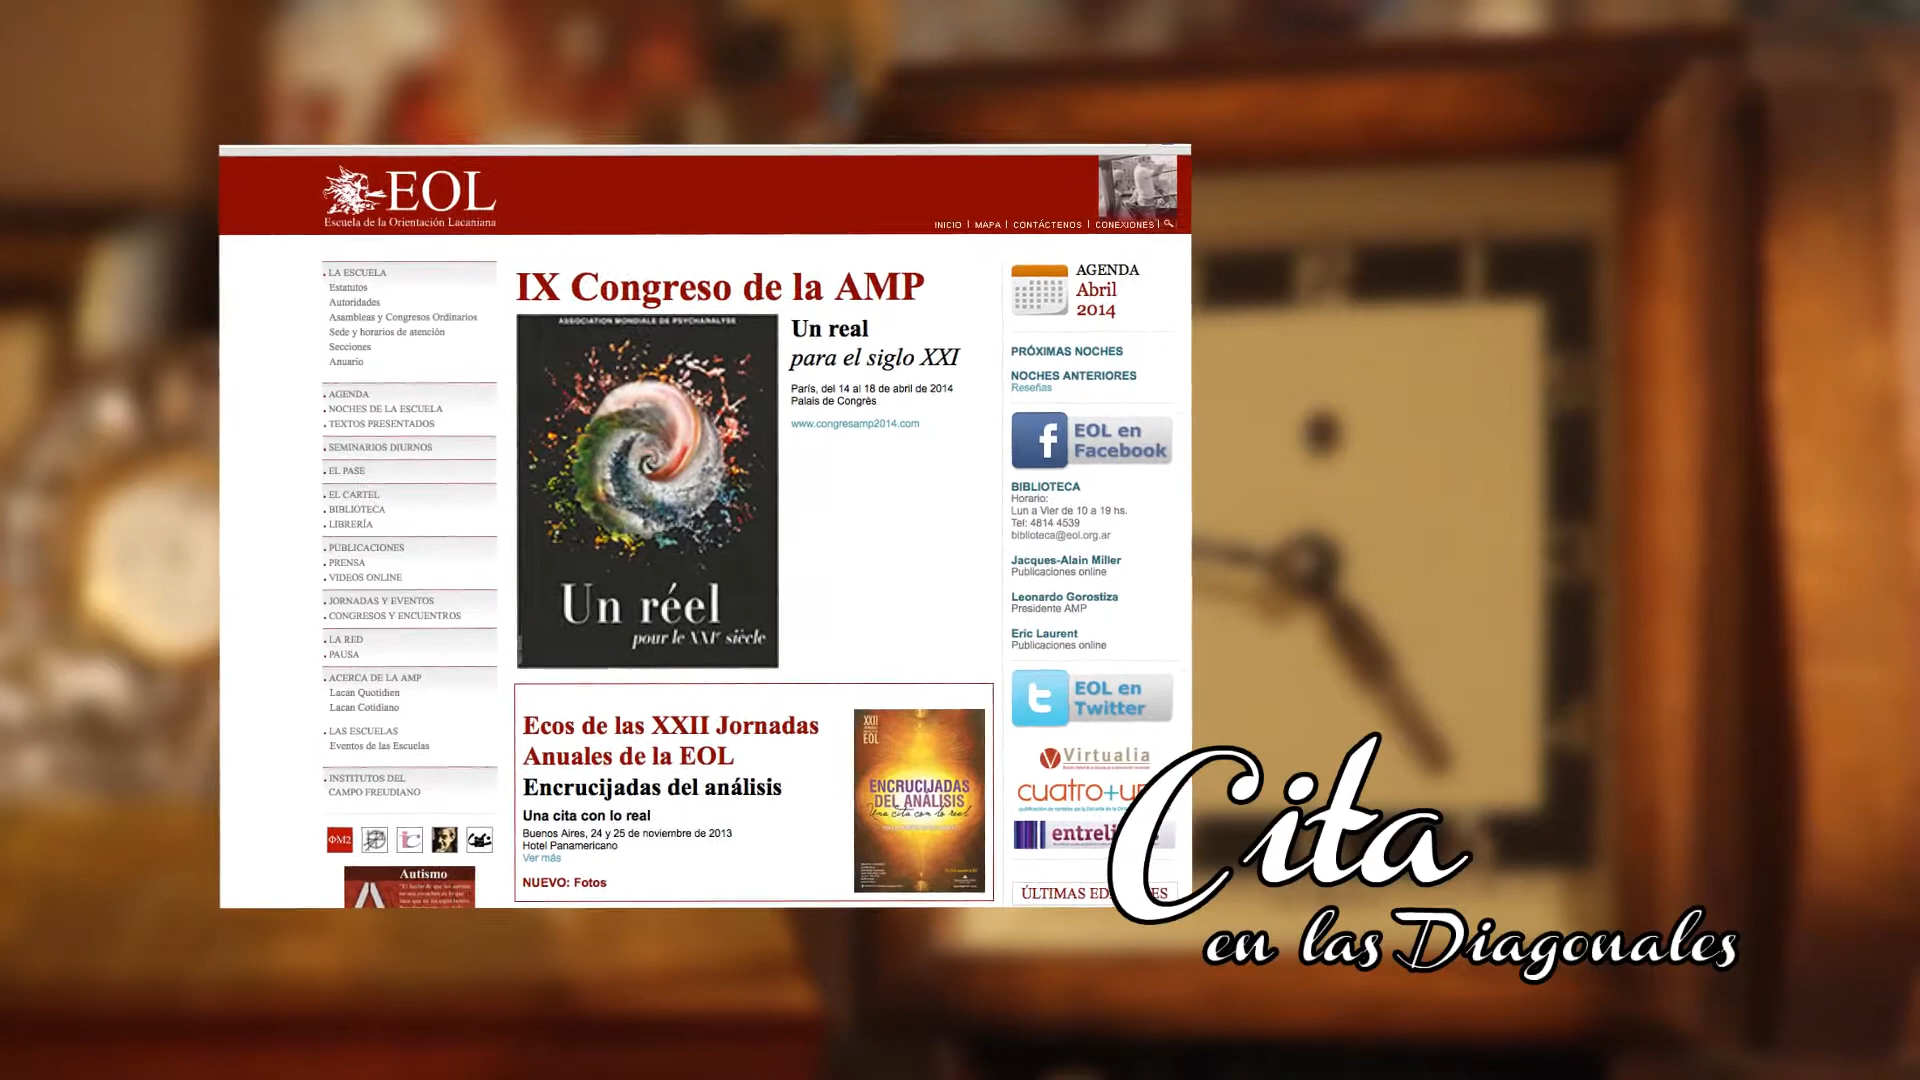 EOL
Escuela de la Orientación Lacaniana
INICIO | MAPA | CONTÁCTENOS | CONEXIONES |
LA ESCUELA
Estatutos
Autoridades
Asambleas y Congresos Ordinarios
Sede y horarios de atención
Secciones
Anuario
AGENDA
NOCHES DE LA ESCUELA
TEXTOS PRESENTADOS
SEMINARIOS DIURNOS
EL PASE
EL CARTEL
BIBLIOTECA
LIBRERÍA
PUBLICACIONES
PRENSA
VIDEOS ONLINE
JORNADAS Y EVENTOS
CONGRESOS Y ENCUENTROS
LA RED
PAUSA
ACERCA DE LA AMP
Lacan Quotidien
Lacan Cotidiano
LAS ESCUELAS
Eventos de las Escuelas
INSTITUTOS DEL
CAMPO FREUDIANO
ΦM2
Autismo
IX Congreso de la AMP
ASSOCIATION MONDIALE DE PSYCHANALYSE
Un réel
pour le XXIe siècle
Un real
para el siglo XXI
París, del 14 al 18 de abril de 2014
Palais de Congrès
www.congresamp2014.com
Ecos de las XXII Jornadas
Anuales de la EOL
Encrucijadas del análisis
Una cita con lo real
Buenos Aires, 24 y 25 de noviembre de 2013
Hotel Panamericano
Ver más
NUEVO: Fotos
XXII
EOL
ENCRUCIJADAS
DEL ANÁLISIS
Una cita con lo real
AGENDA
Abril
2014
PRÓXIMAS NOCHES
NOCHES ANTERIORES
Reseñas
f EOL en
Facebook
BIBLIOTECA
Horario:
Lun a Vier de 10 a 19 hs.
Tel: 4814 4539
biblioteca@eol.org.ar
Jacques-Alain Miller
Publicaciones online
Leonardo Gorostiza
Presidente AMP
Eric Laurent
Publicaciones online
t EOL en
Twitter
Virtualia
cuatro+u
entreli
ÚLTIMAS ED ES
Cita
en las Diagonales